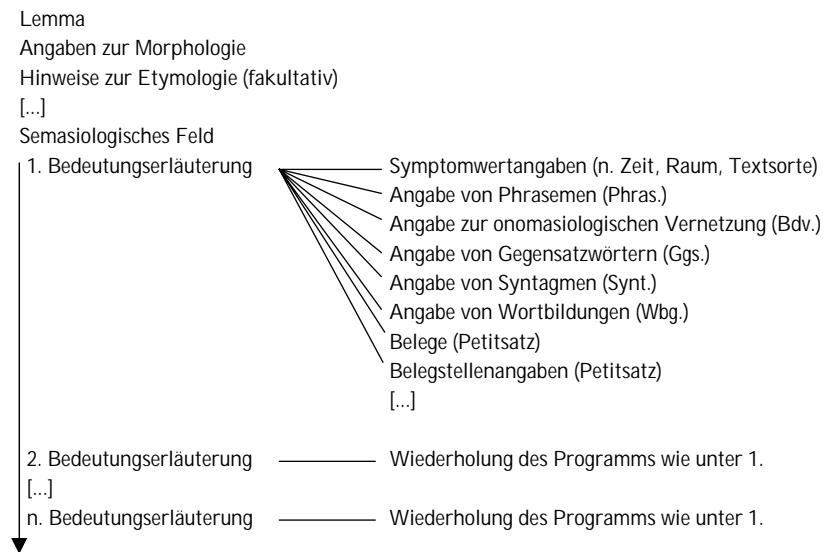 Lemma
Angaben zur Morphologie
Hinweise zur Etymologie (fakultativ)
[...]
Semasiologisches Feld
1. Bedeutungserläuterung Symptomwertangaben (n. Zeit, Raum, Textsorte)
Angabe von Phrasemen (Phras.)
Angabe zur onomasiologischen Vernetzung (Bdv.)
Angabe von Gegensatzwörtern (Ggs.)
Angabe von Syntagmen (Synt.)
Angabe von Wortbildungen (Wbg.)
Belege (Petitsatz)
Belegstellenangaben (Petitsatz)
[...]
2. Bedeutungserläuterung Wiederholung des Programms wie unter 1.
[...]
n. Bedeutungserläuterung Wiederholung des Programms wie unter 1.